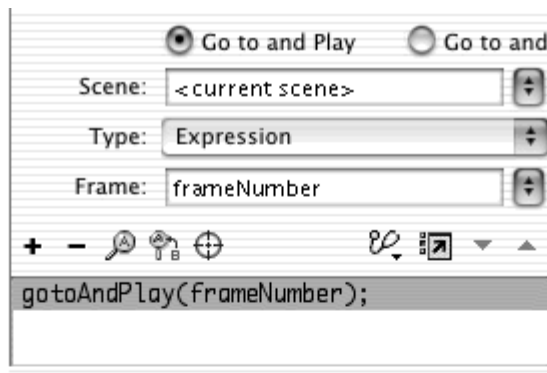 Go to and Play Go to and
Scene: <current scene>
Type: Expression
Frame: frameNumber
gotoAndPlay(frameNumber);